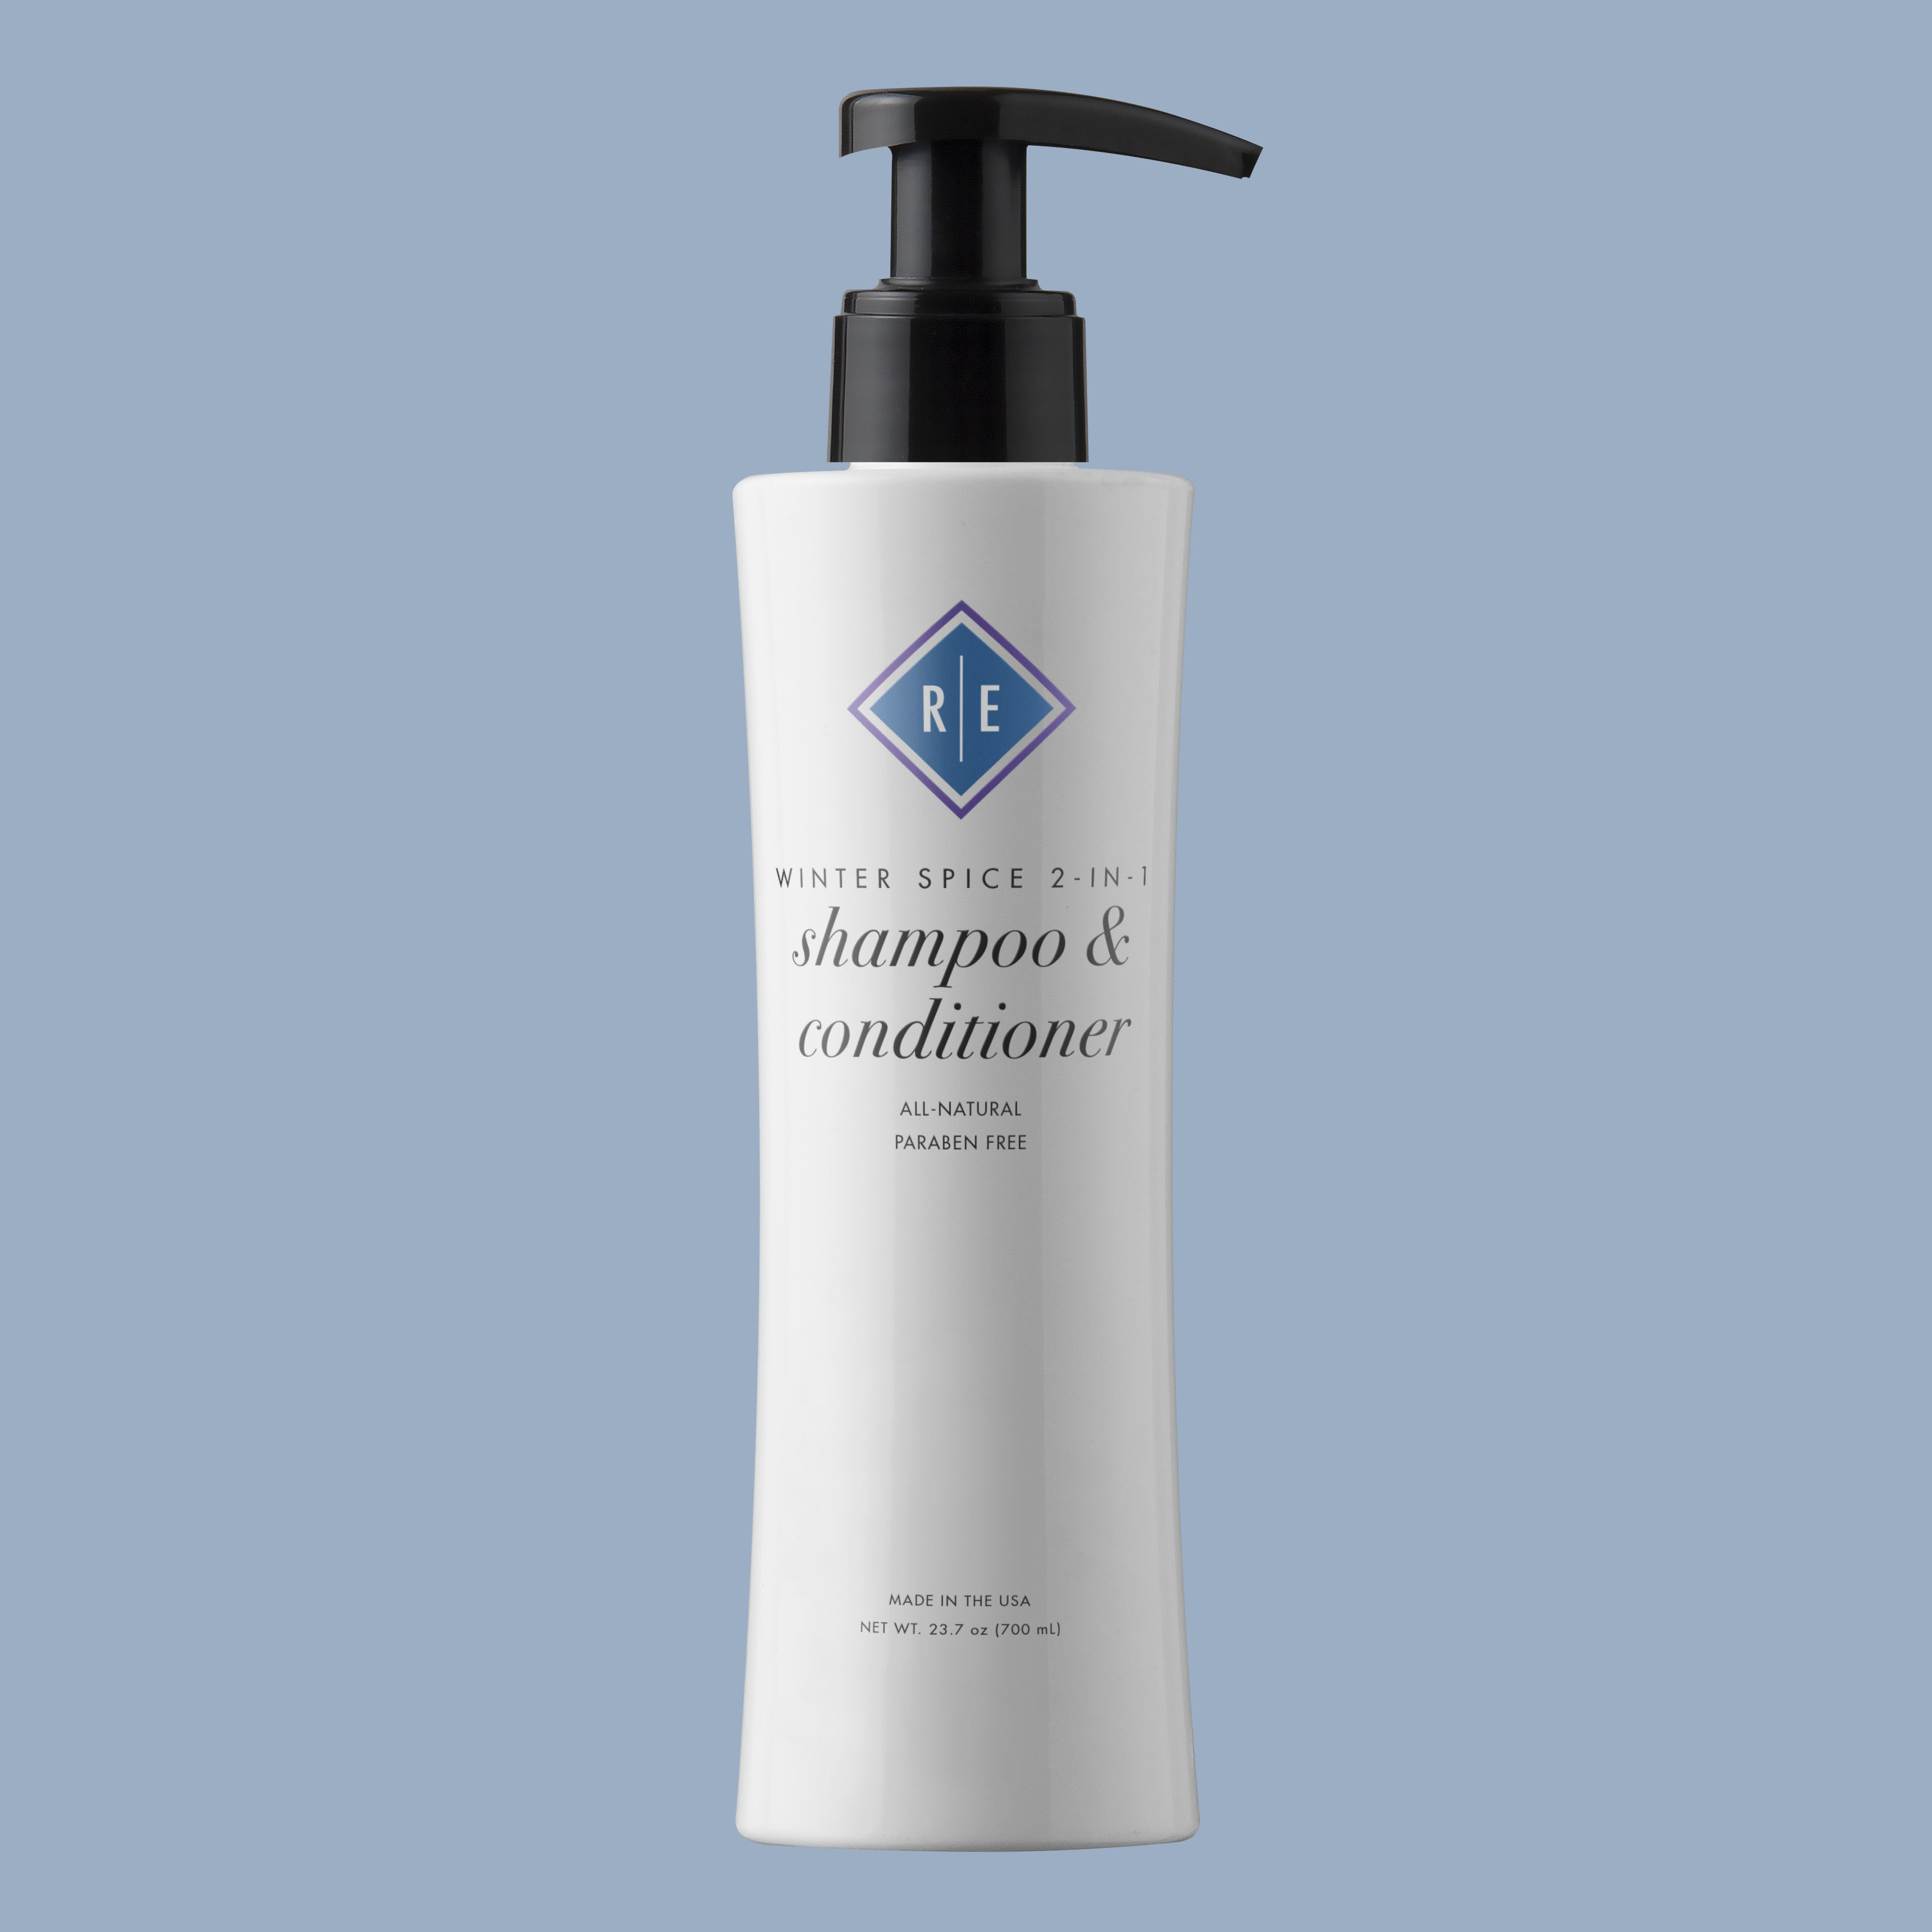 R E
WINTER SPICE 2-IN-1
shampoo &
conditioner
ALL-NATURAL
PARABEN FREE
MADE IN THE USA
NET WT. 23.7 oz (700 mL)